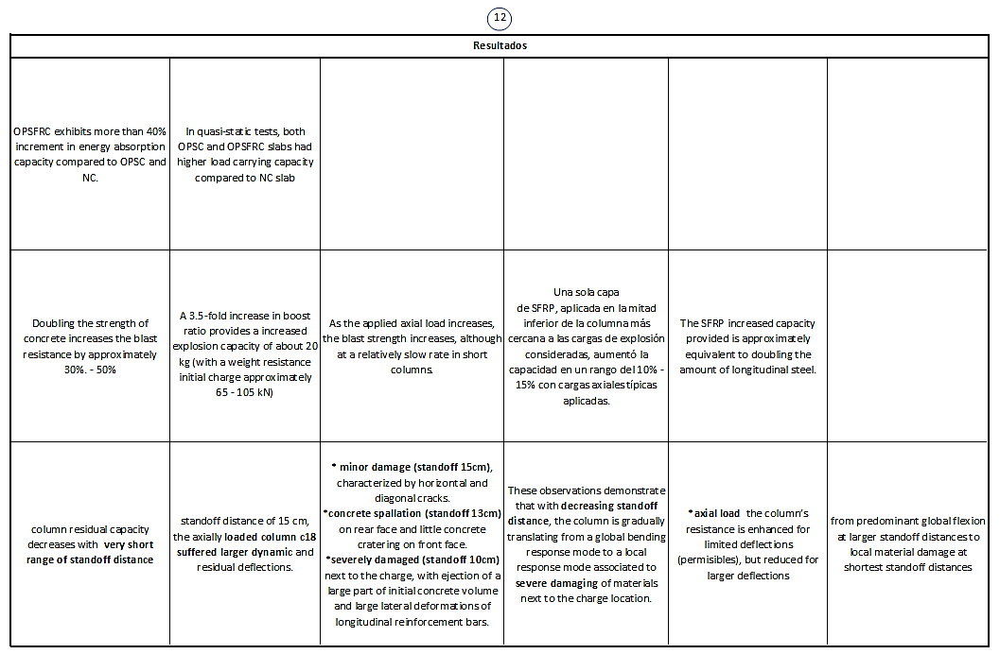 12
Resultados
OPSFRC exhibits more than 40%
increment in energy absorption
capacity compared to OPSC and
NC.
In quasi-static tests, both
OPSC and OPSFRC slabs had
higher load carrying capacity
compared to NC slab
Doubling the strength of
concrete increases the blast
resistance by approximately
30%. - 50%
A 3.5-fold increase in boost
ratio provides a increased
explosion capacity of about 20
kg (with a weight resistance
initial charge approximately
65 - 105 kN)
As the applied axial load increases,
the blast strength increases, although
at a relatively slow rate in short
columns.
Una sola capa
de SFRP, aplicada en la mitad
inferior de la columna más
cercana a las cargas de explosión
consideradas, aumentó la
capacidad en un rango del 10% -
15% con cargas axiales típicas
aplicadas.
The SFRP increased capacity
provided is approximately
equivalent to doubling the
amount of longitudinal steel.
column residual capacity
decreases with very short
range of standoff distance
standoff distance of 15 cm,
the axially loaded column c18
suffered larger dynamic and
residual deflections.
* minor damage (standoff 15cm),
characterized by horizontal and
diagonal cracks.
*concrete spallation (standoff 13cm)
on rear face and little concrete
cratering on front face.
*severely damaged (standoff 10cm)
next to the charge, with ejection of a
large part of initial concrete volume
and large lateral deformations of
longitudinal reinforcement bars.
These observations demonstrate
that with decreasing standoff
distance, the column is gradually
translating from a global bending
response mode to a local
response mode associated to
severe damaging of materials
next to the charge location.
*axial load the column's
resistance is enhanced for
limited deflections
(permisibles), but reduced for
larger deflections
from predominant global flexion
at larger standoff distances to
local material damage at
shortest standoff distances